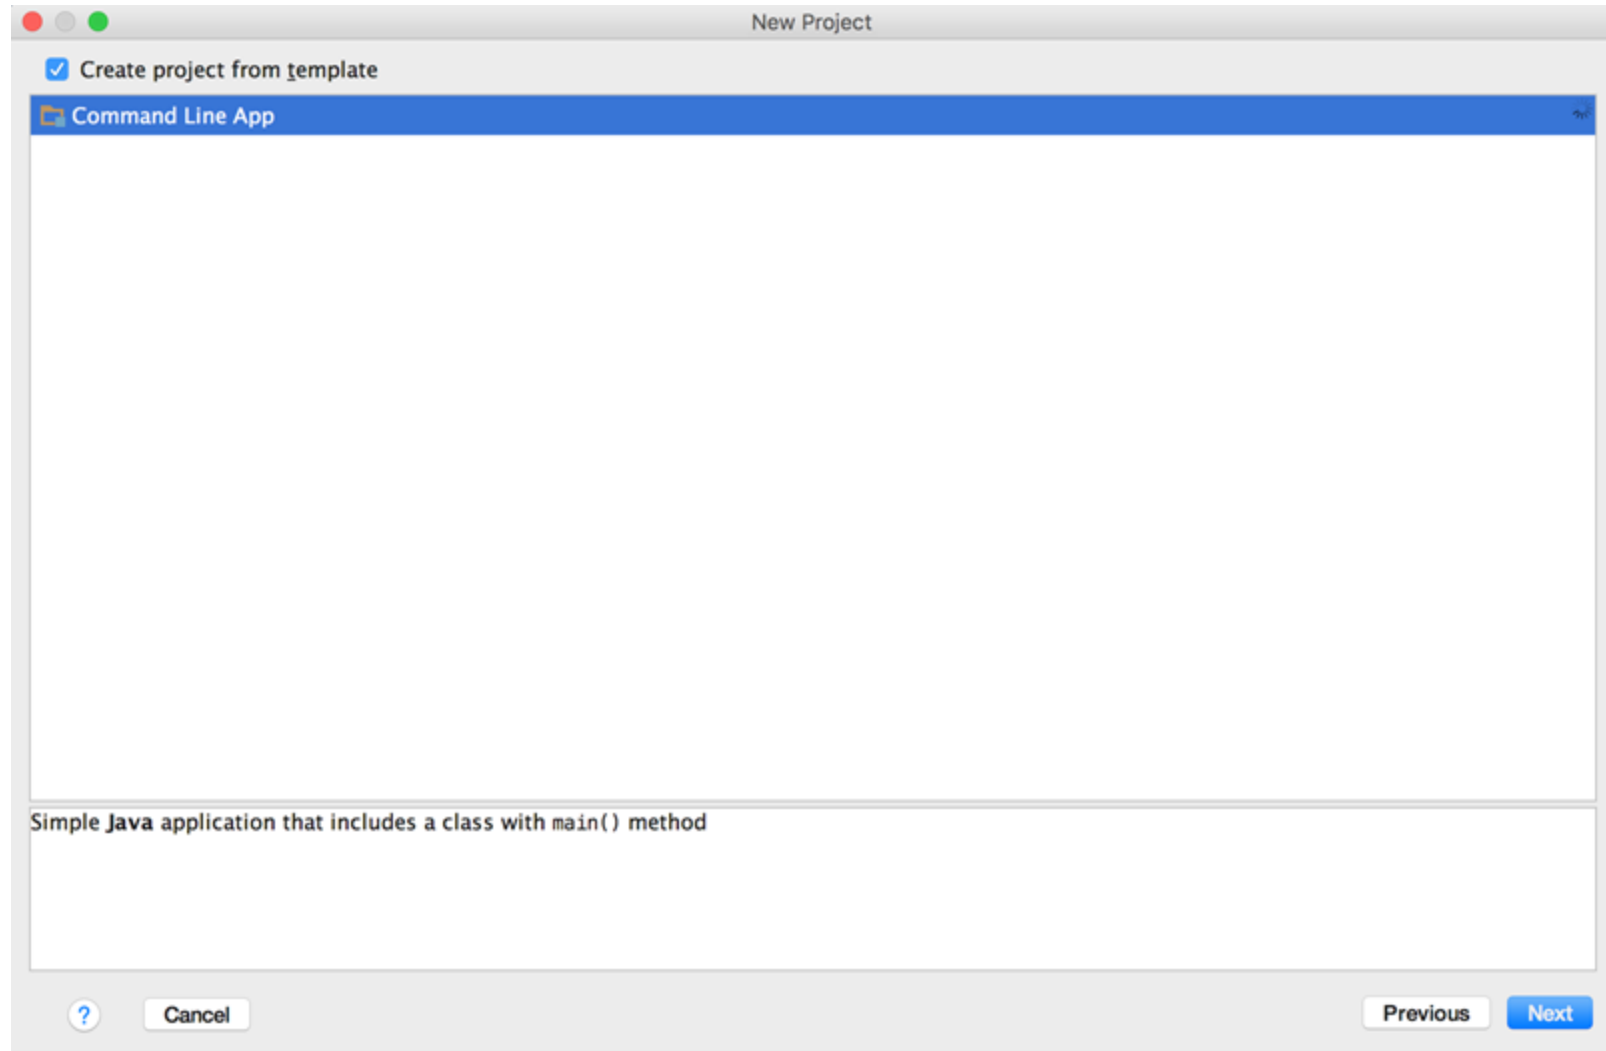 New Project
Create project from template
Command Line App
Simple Java application that includes a class with main() method
?
Cancel
Previous
Next